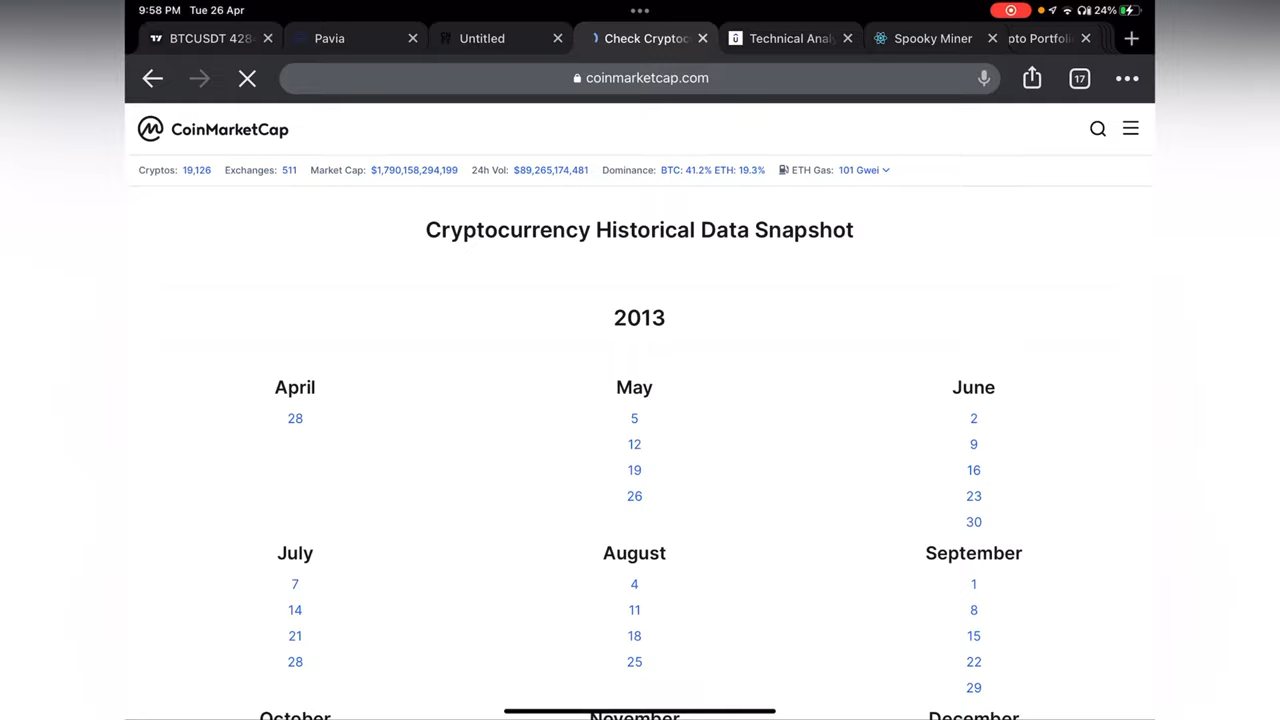 9:58 PM Tue 26 Apr
24%
BTCUSDT 428
Pavia
Untitled
Check Cryptoc
Technical Anal
Spooky Miner
pto Portfoli
coinmarketcap.com
17
CoinMarketCap
Cryptos: 19,126 Exchanges: 511 Market Cap: $1,790,158,294,199 24h Vol: $89,265,174,481 Dominance: BTC: 41.2% ETH: 19.3% ETH Gas: 101 Gwei
Cryptocurrency Historical Data Snapshot
2013
April May June
28 5 2
12 9
19 16
26 23
30
July August September
7 4 1
14 11 8
21 18 15
28 25 22
29
October November December